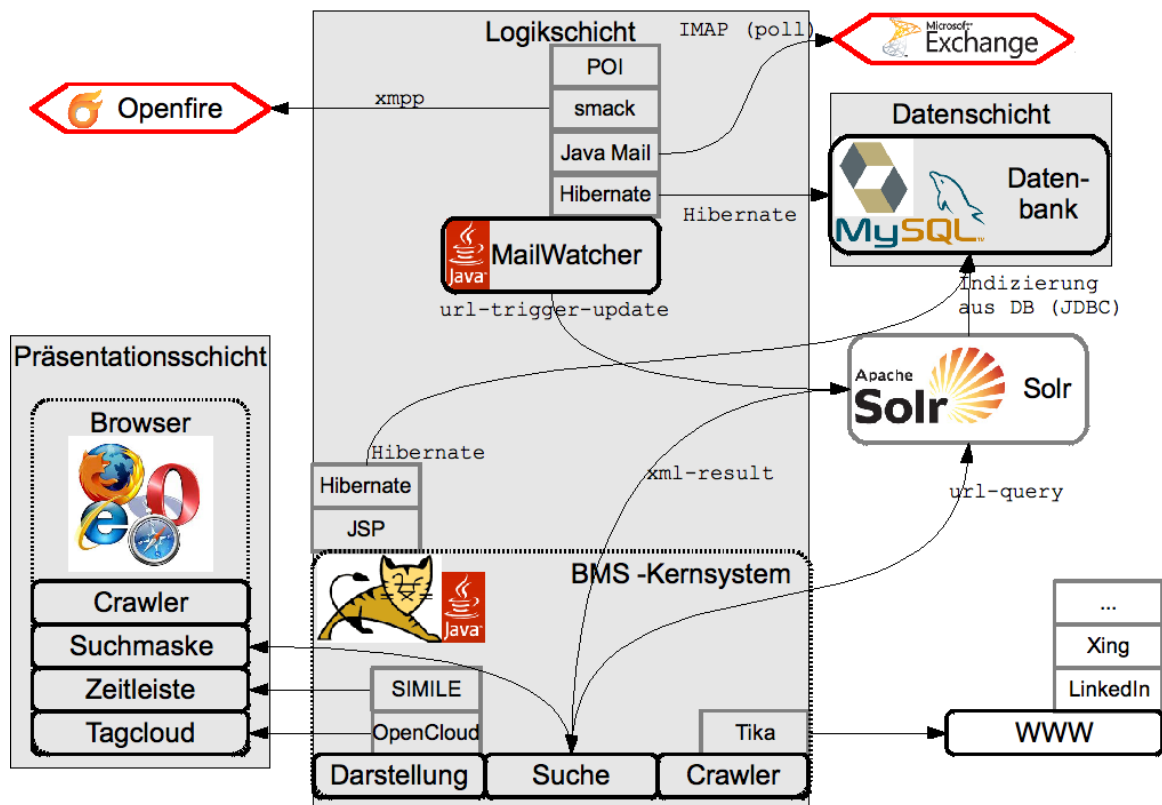 Logikschicht
IMAP (poll)
Microsoft
Exchange
POI
smack
Java Mail
Hibernate
xmpp
Openfire
Datenschicht
Daten-
bank
MySQL
Hibernate
Java
MailWatcher
url-trigger-update
Indizierung
aus DB (JDBC)
Apache
Solr
Solr
Präsentationsschicht
Browser
Crawler
Suchmaske
Zeitleiste
Tagcloud
Hibernate
Hibernate
JSP
xml-result
url-query
BMS -Kernsystem
Java
SIMILE
OpenCloud
Tika
Darstellung
Suche
Crawler
...
Xing
LinkedIn
WWW